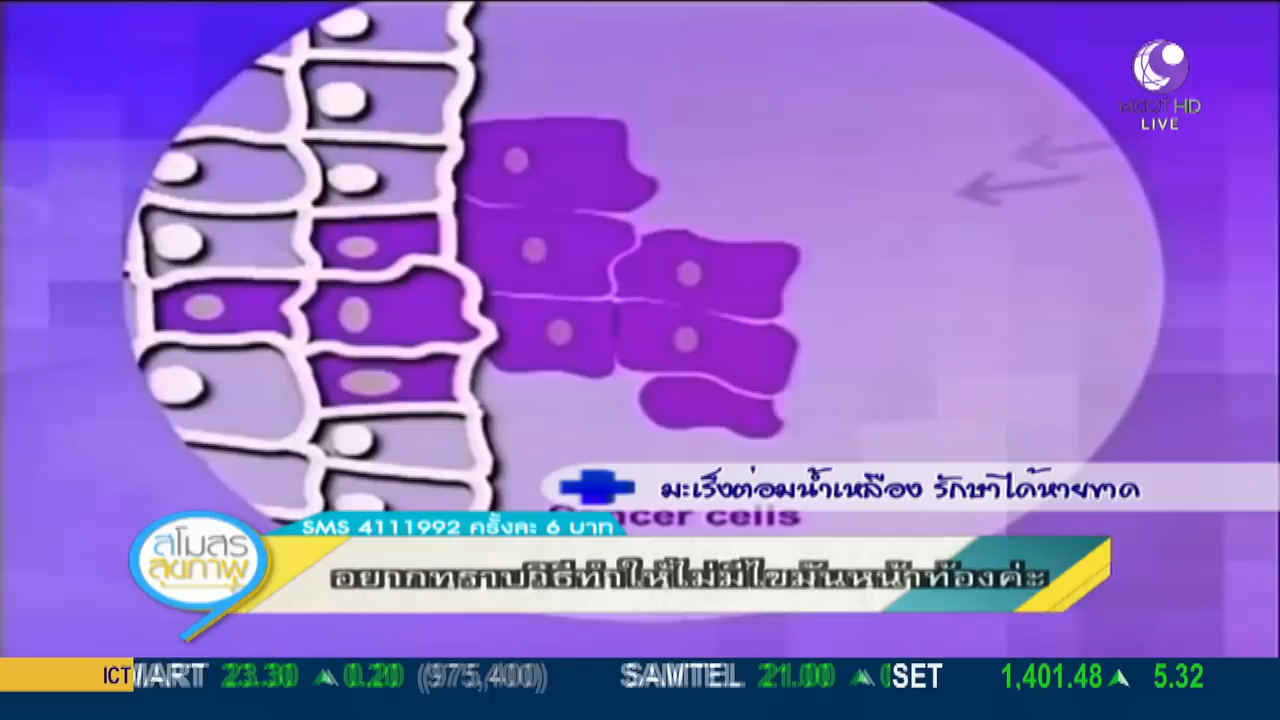 MCOT HD
LIVE
มะเร็งต่อมน้ำเหลือง รักษาได้หายขาด
Cancer cells
SMS 4111992 ครั้งละ 6 บาท
สโมสร
สุขภาพ
อยากทราบวิธีทำให้ไม่มีไขมันหน้าท้องค่ะ
ICT MART 23.30 0.20 (975,400) SAMTEL 21.00 SET 1,401.48 5.32